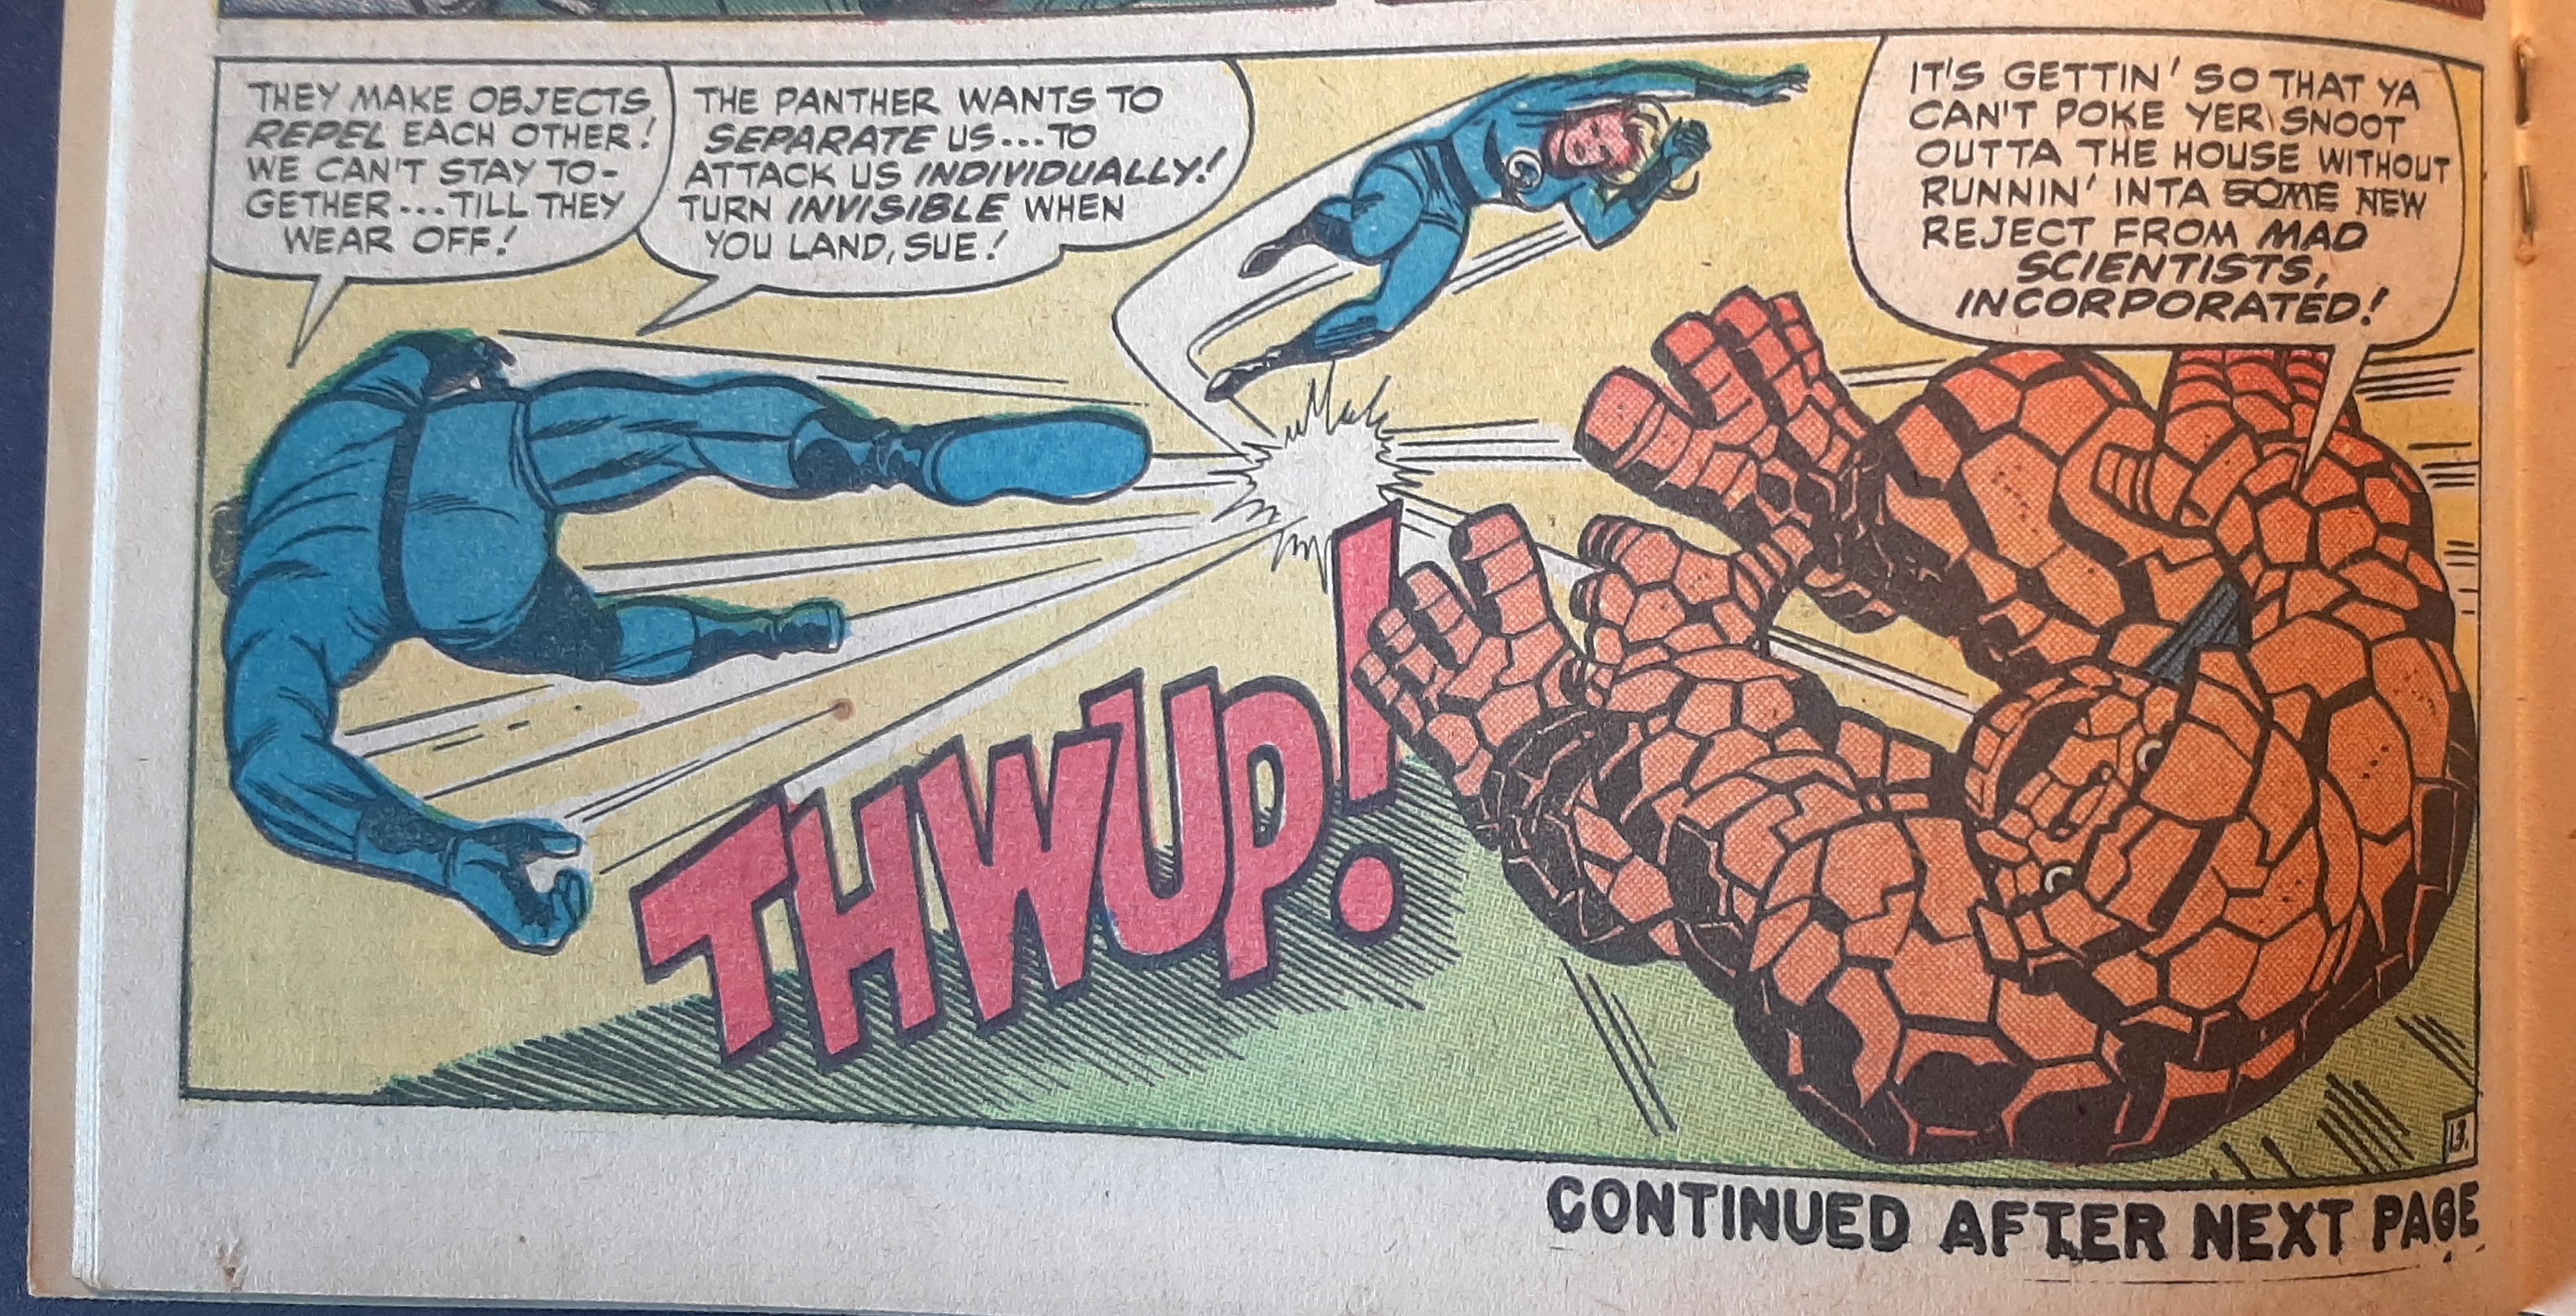 THEY MAKE OBJECTS
REPEL EACH OTHER!
WE CAN'T STAY TO-
GETHER...TILL THEY
WEAR OFF!
THE PANTHER WANTS TO
SEPARATE US...TO
ATTACK US INDIVIDUALLY!
TURN INVISIBLE WHEN
YOU LAND, SUE!
IT'S GETTIN' SO THAT YA
CAN'T POKE YER SNOOT
OUTTA THE HOUSE WITHOUT
RUNNIN' INTA SOME NEW
REJECT FROM MAD
SCIENTISTS,
INCORPORATED!
4
THWUP!
13.
CONTINUED AFTER NEXT PAGE